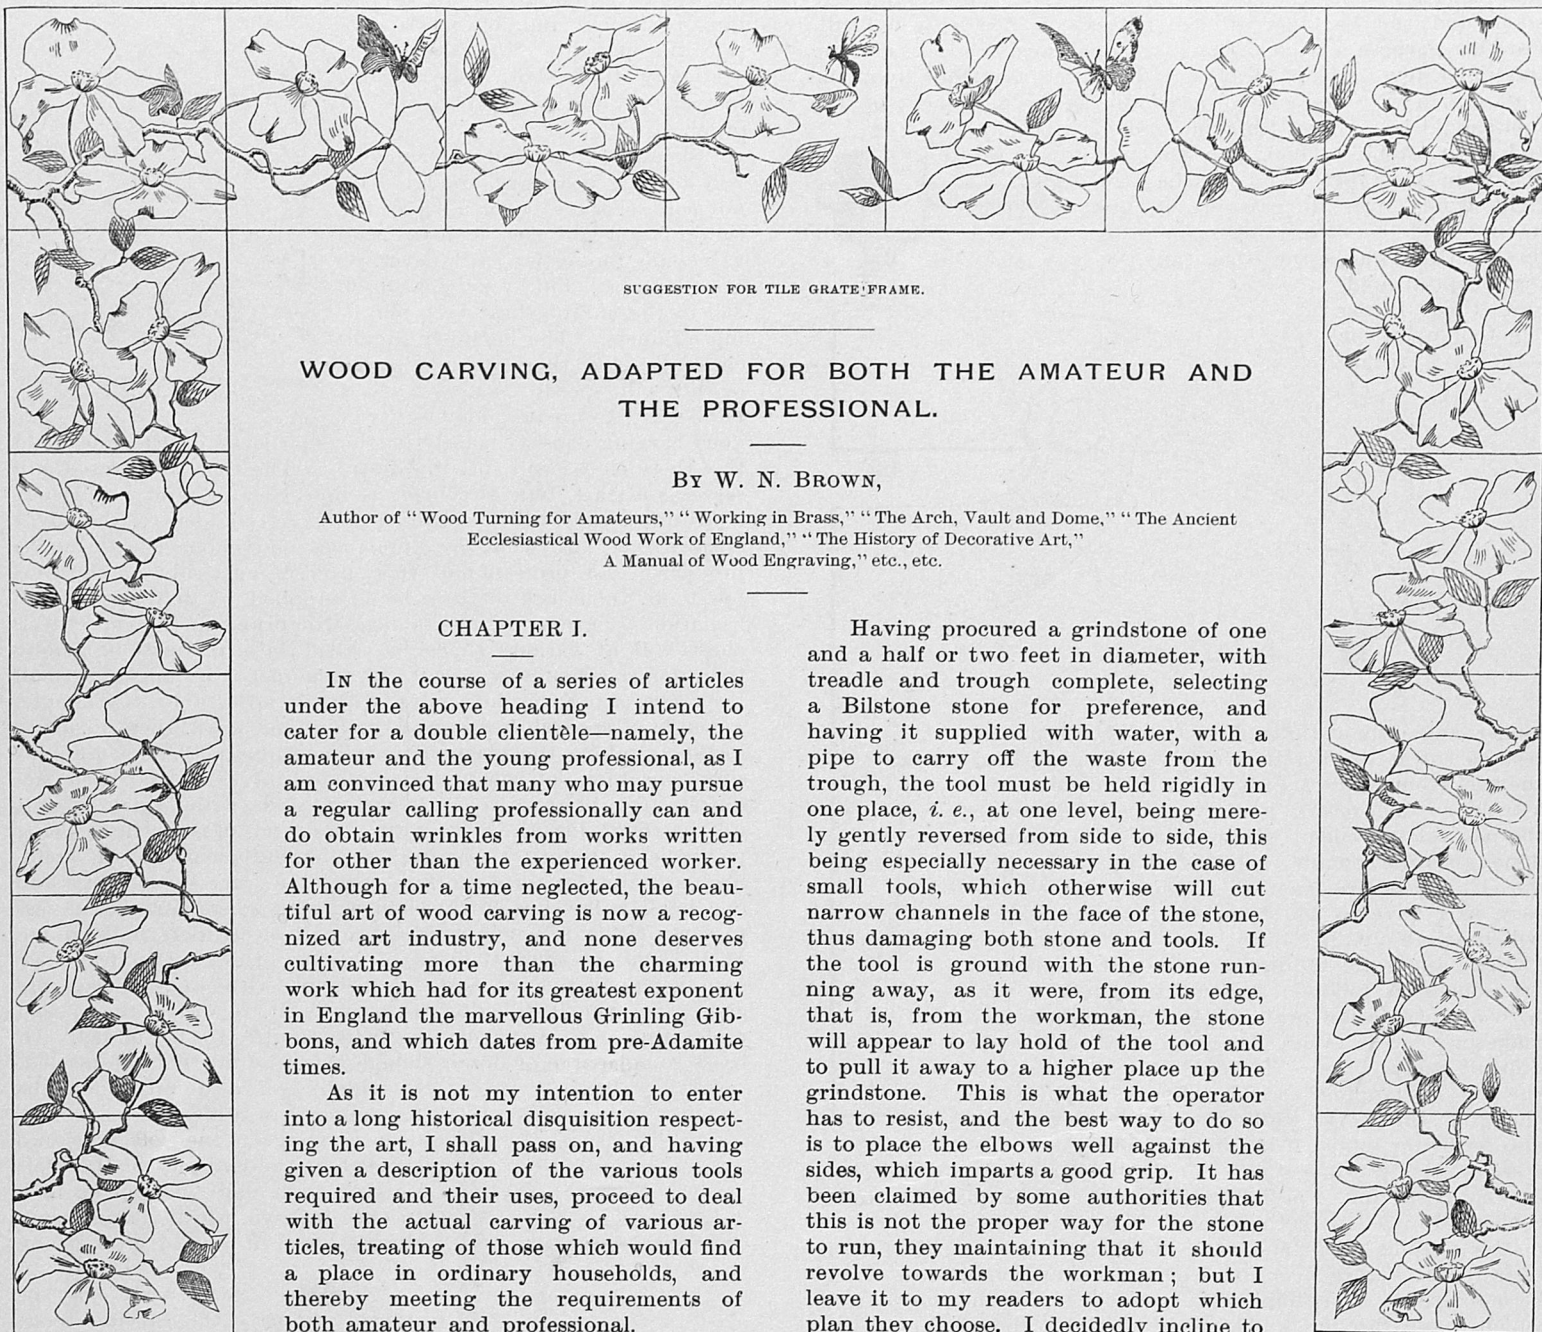 SUGGESTION FOR TILE GRATE FRAME.
WOOD CARVING, ADAPTED FOR BOTH THE AMATEUR AND
THE PROFESSIONAL.
BY W. N. BROWN,
Author of "Wood Turning for Amateurs," "Working in Brass," "The Arch, Vault and Dome," "The Ancient
Ecclesiastical Wood Work of England," "The History of Decorative Art,"
A Manual of Wood Engraving," etc., etc.
CHAPTER I.
IN the course of a series of articles
under the above heading I intend to
cater for a double clientèle—namely, the
amateur and the young professional, as I
am convinced that many who may pursue
a regular calling professionally can and
do obtain wrinkles from works written
for other than the experienced worker.
Although for a time neglected, the beau-
tiful art of wood carving is now a recog-
nized art industry, and none deserves
cultivating more than the charming
work which had for its greatest exponent
in England the marvellous Grinling Gib-
bons, and which dates from pre-Adamite
times.
As it is not my intention to enter
into a long historical disquisition respect-
ing the art, I shall pass on, and having
given a description of the various tools
required and their uses, proceed to deal
with the actual carving of various ar-
ticles, treating of those which would find
a place in ordinary households, and
thereby meeting the requirements of
both amateur and professional.
Having procured a grindstone of one
and a half or two feet in diameter, with
treadle and trough complete, selecting
a Bilstone stone for preference, and
having it supplied with water, with a
pipe to carry off the waste from the
trough, the tool must be held rigidly in
one place, i. e., at one level, being mere-
ly gently reversed from side to side, this
being especially necessary in the case of
small tools, which otherwise will cut
narrow channels in the face of the stone,
thus damaging both stone and tools. If
the tool is ground with the stone run-
ning away, as it were, from its edge,
that is, from the workman, the stone
will appear to lay hold of the tool and
to pull it away to a higher place up the
grindstone. This is what the operator
has to resist, and the best way to do so
is to place the elbows well against the
sides, which imparts a good grip. It has
been claimed by some authorities that
this is not the proper way for the stone
to run, they maintaining that it should
revolve towards the workman; but I
leave it to my readers to adopt which
plan they choose. I decidedly incline to